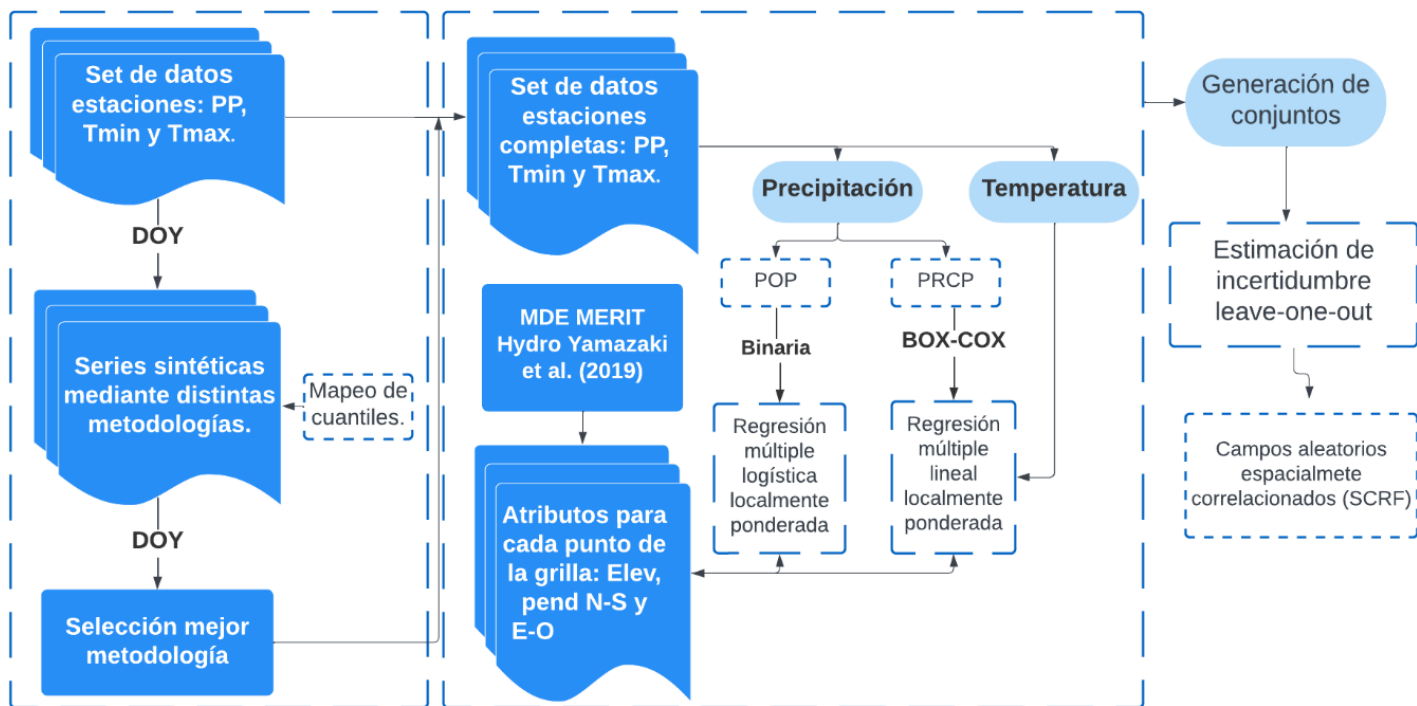 Set de datos
estaciones: PP,
Tmin y Tmax.
DOY
Series sintéticas
mediante distintas
metodologías.
Mapeo de
cuantiles.
DOY
Selección mejor
metodología
Set de datos
estaciones
completas: PP,
Tmin y Tmax.
MDE MERIT
Hydro Yamazaki
et al. (2019)
Atributos para
cada punto de
la grilla: Elev,
pend N-S y
E-O
Precipitación
Temperatura
POP
PRCP
Binaria
BOX-COX
Regresión
múltiple
logística
localmente
ponderada
Regresión
múltiple
lineal
localmente
ponderada
Generación de
conjuntos
Estimación de
incertidumbre
leave-one-out
Campos aleatorios
espacialmete
correlacionados (SCRF)